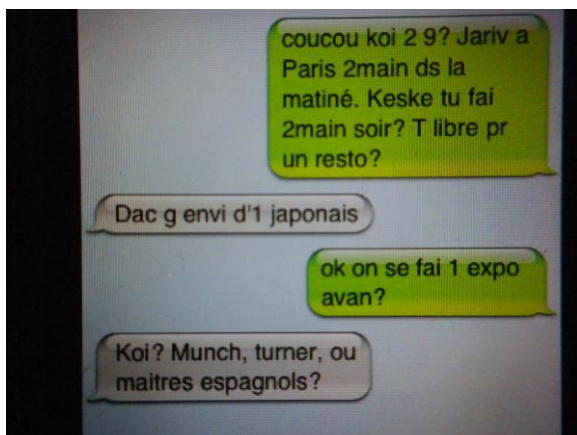 coucou koi 2 9? Jariv a
Paris 2main ds la
matiné. Keske tu fai
2main soir? T libre pr
un resto?
Dac g envi d'1 japonais
ok on se fai 1 expo
avan?
Koi? Munch, turner, ou
maitres espagnols?